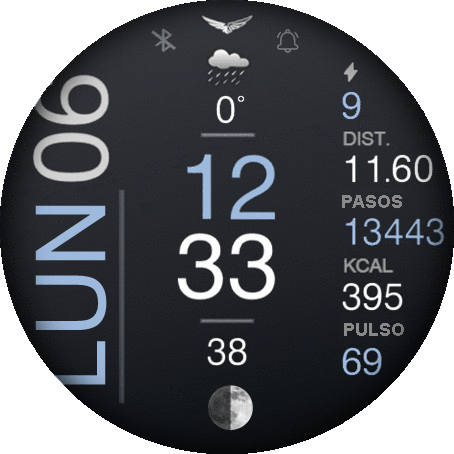 LUN 06
0°
12
33
38
9
DIST.
11.60
PASOS
13443
KCAL
395
PULSO
69